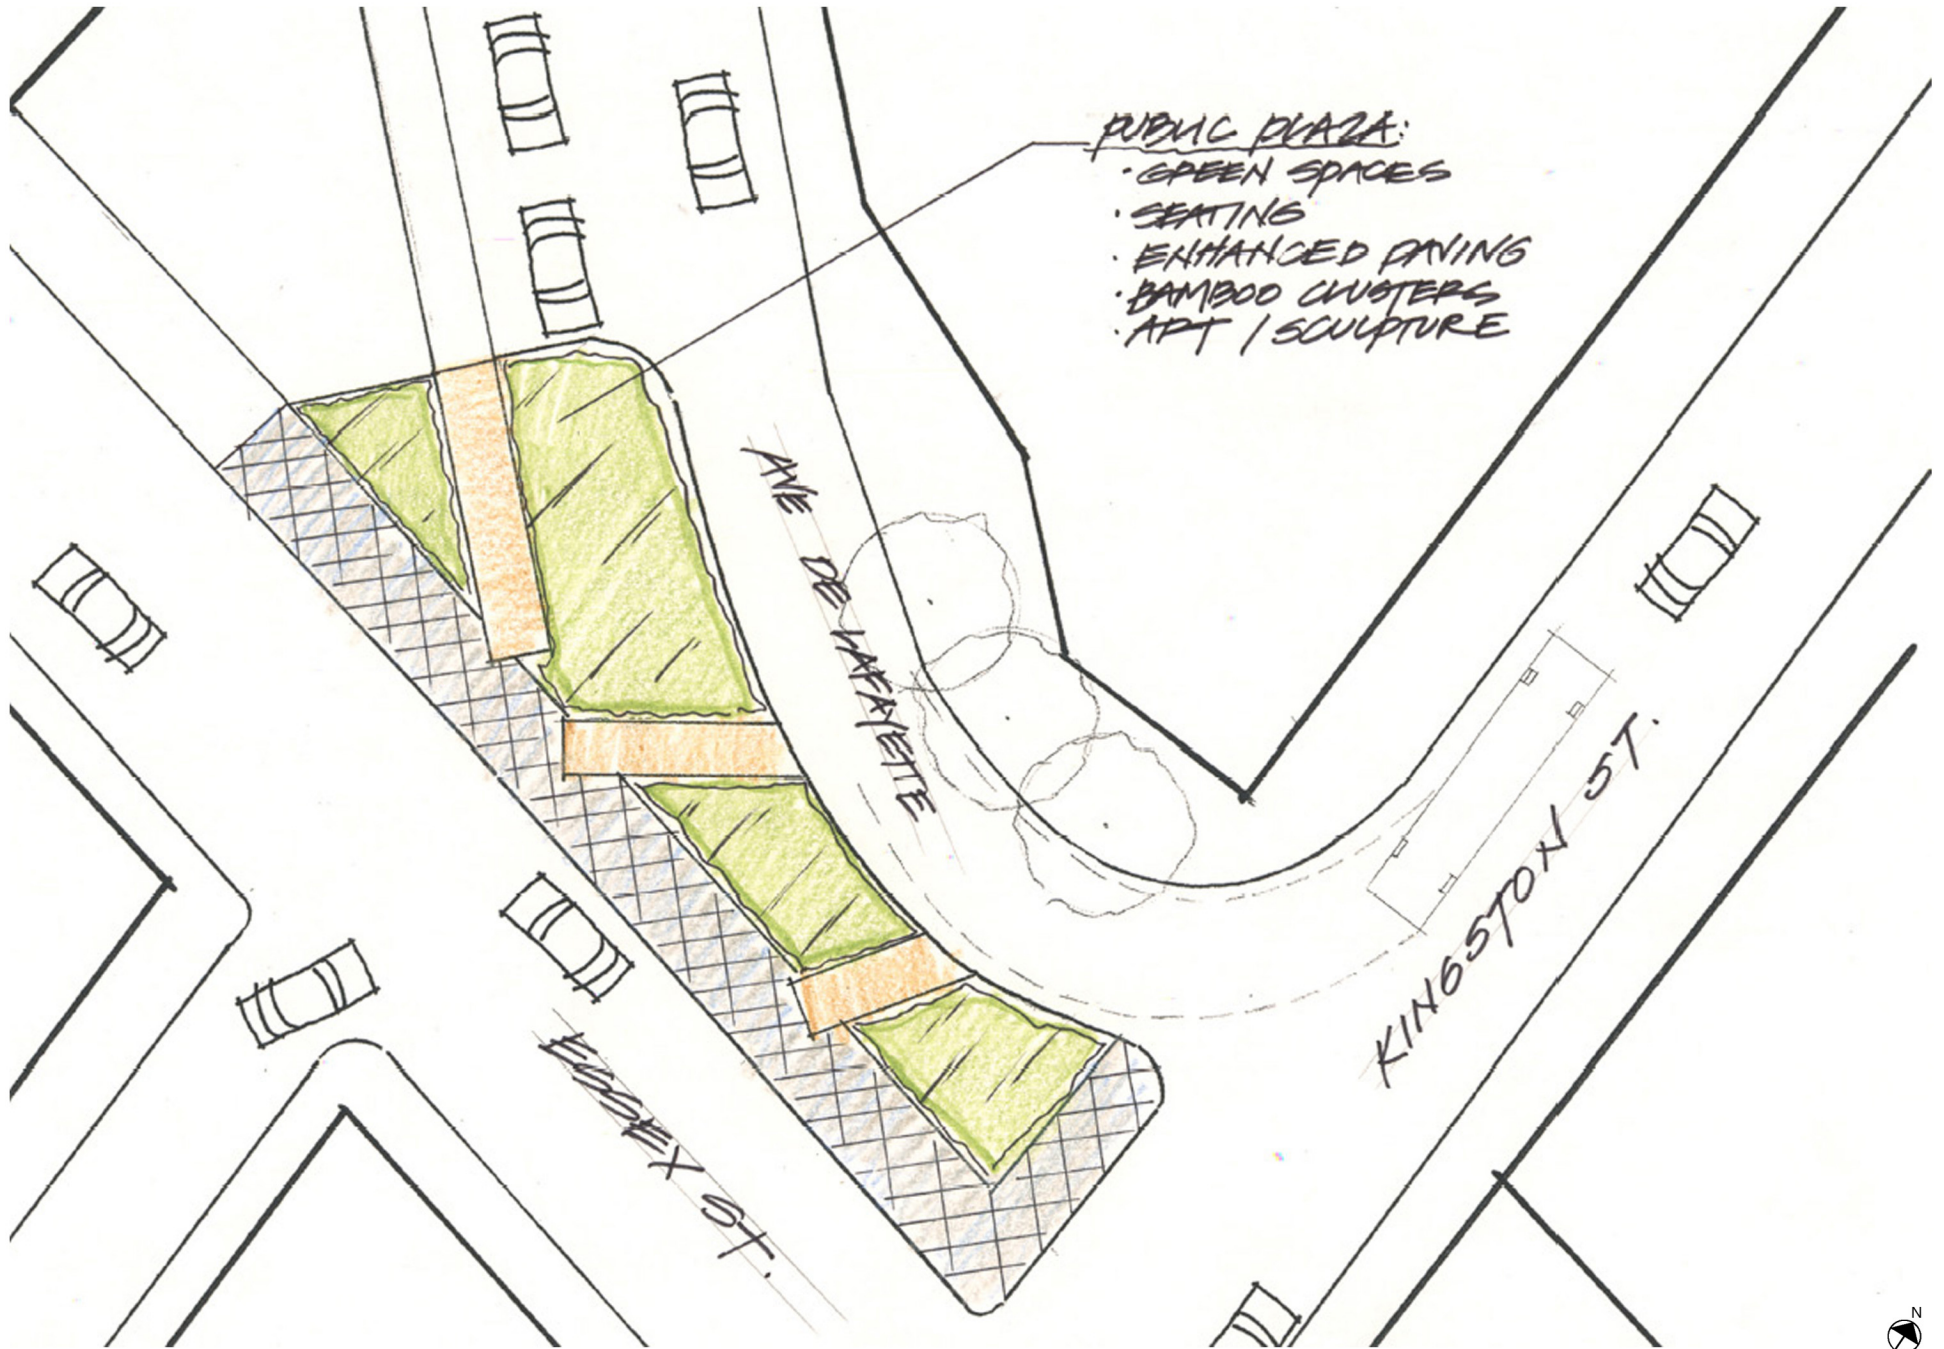 PUBLIC PLAZA:
· GREEN SPACES
· SEATING
· ENHANCED PAVING
· BAMBOO CLUSTERS
· ART / SCULPTURE
AVE DE LAFAYETTE
KINGSTON ST.
ESSEX ST.
N